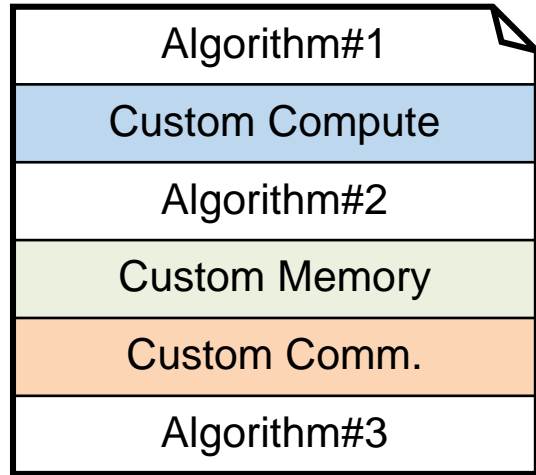 Algorithm#1
Custom Compute
Algorithm#2
Custom Memory
Custom Comm.
Algorithm#3